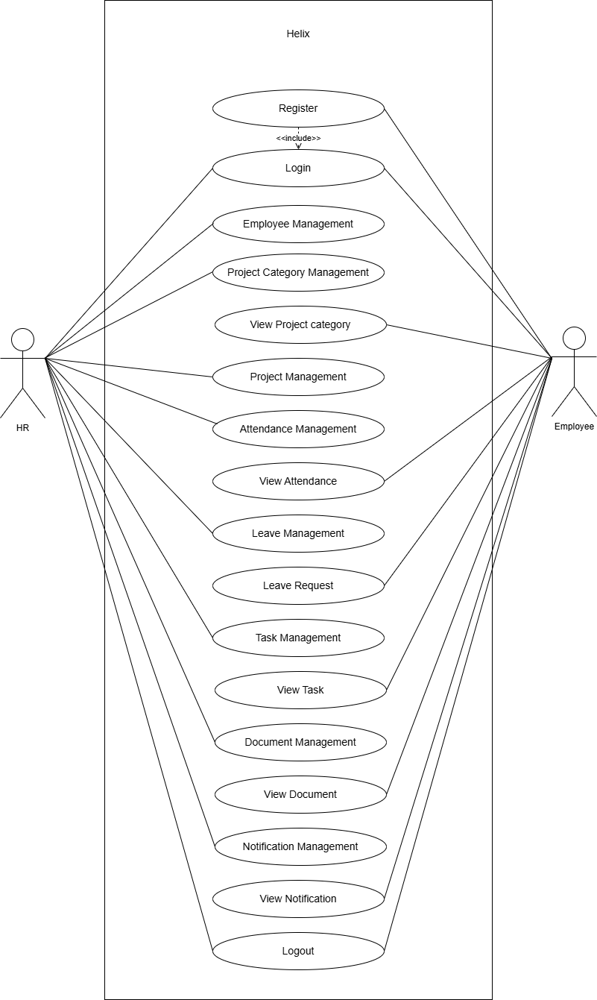 Helix
Register
<<include>>
Login
Employee Management
Project Category Management
View Project category
Project Management
HR
Employee
Attendance Management
View Attendance
Leave Management
Leave Request
Task Management
View Task
Document Management
View Document
Notification Management
View Notification
Logout